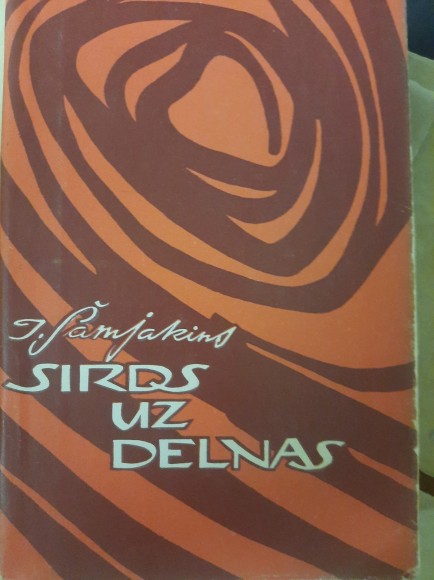 I. Šamjakins
SIRDS
UZ
DELNAS